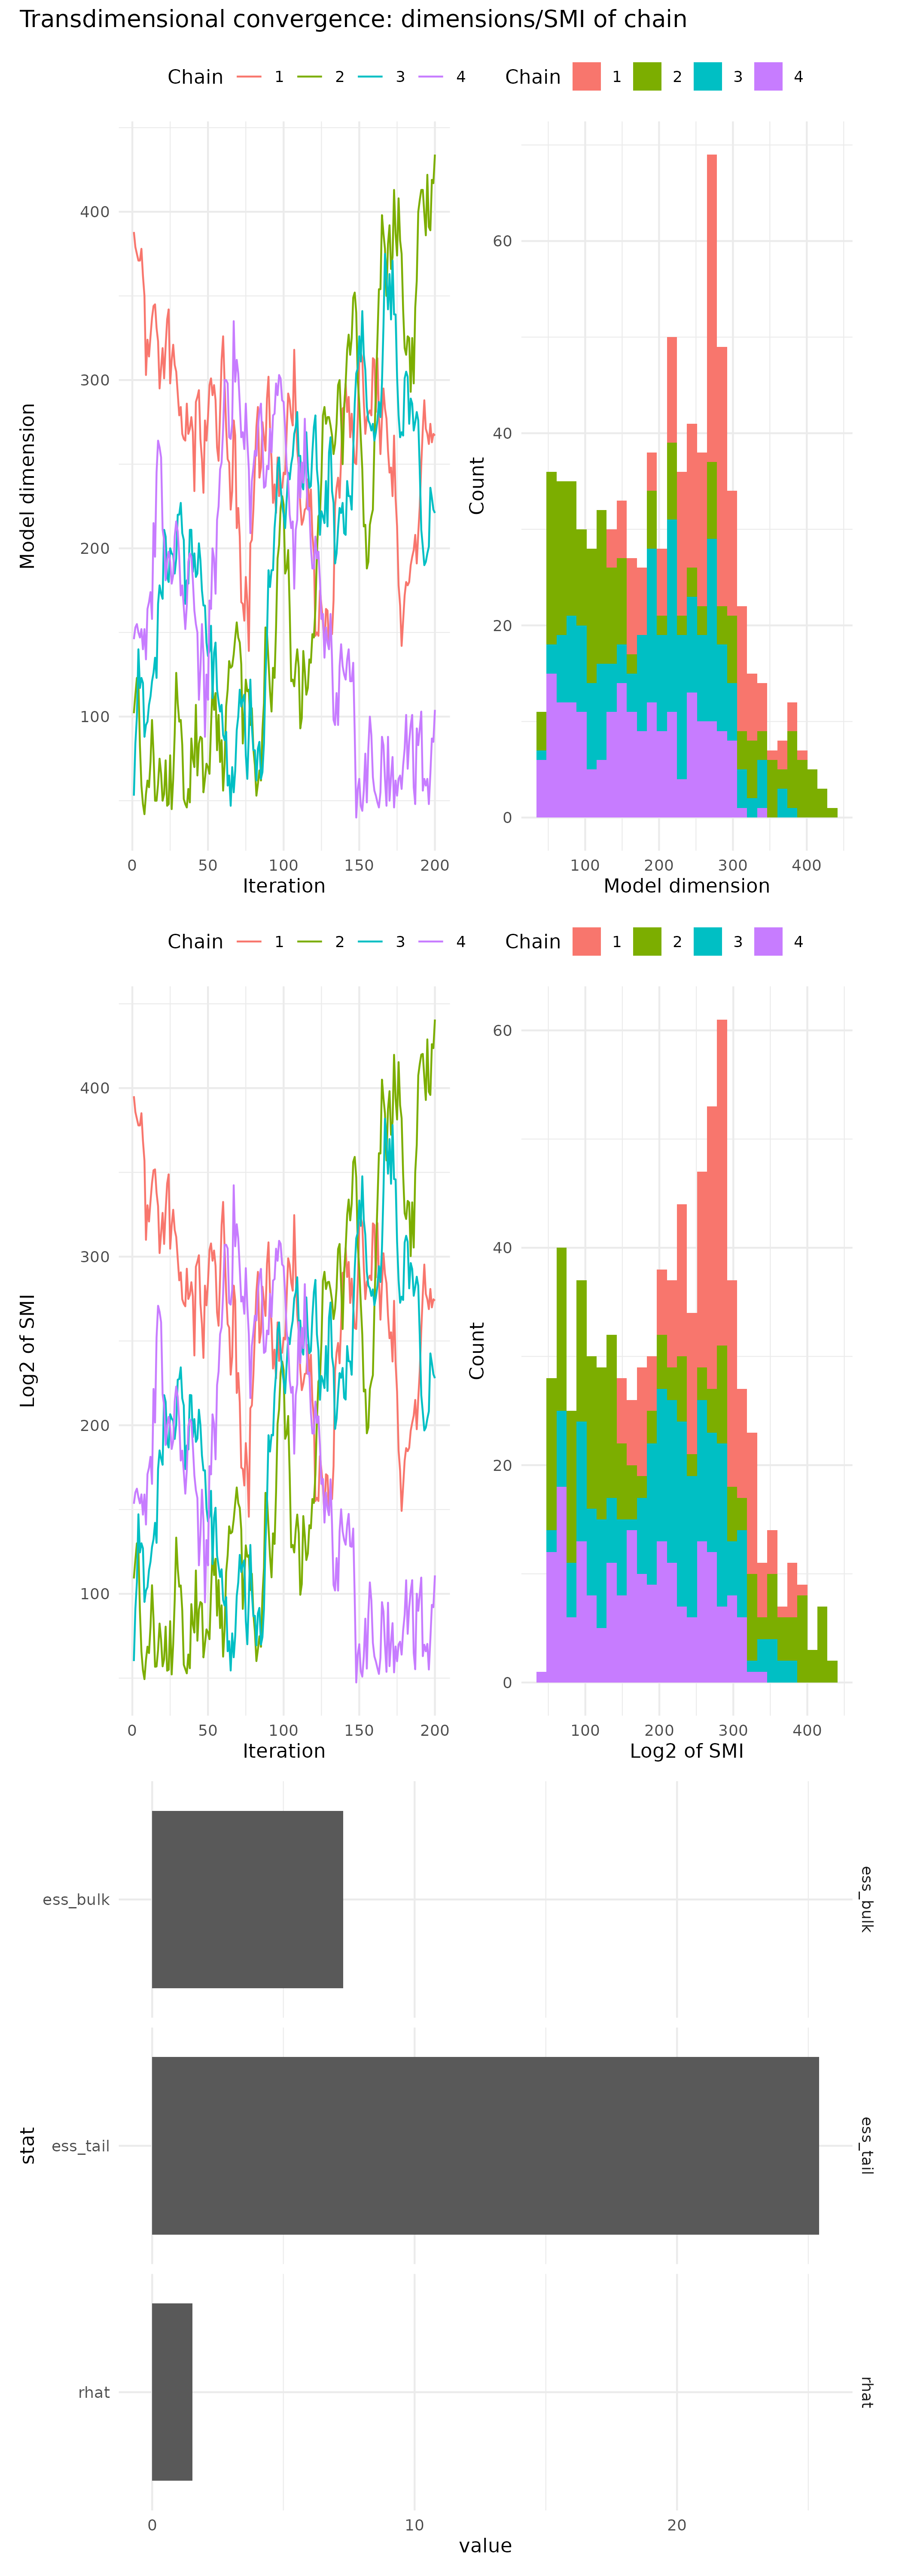 Transdimensional convergence: dimensions/SMI of chain
Chain 1 2 3 4
Chain 1 2 3 4
400
300
200
100
Model dimension
0 50 100 150 200
Iteration
60
40
20
0
Count
100 200 300 400
Model dimension
Chain 1 2 3 4
Chain 1 2 3 4
400
300
200
100
Log2 of SMI
0 50 100 150 200
Iteration
60
40
20
0
Count
100 200 300 400
Log2 of SMI
ess_bulk
ess_bulk
stat
ess_tail
ess_tail
rhat
rhat
0 10 20
value